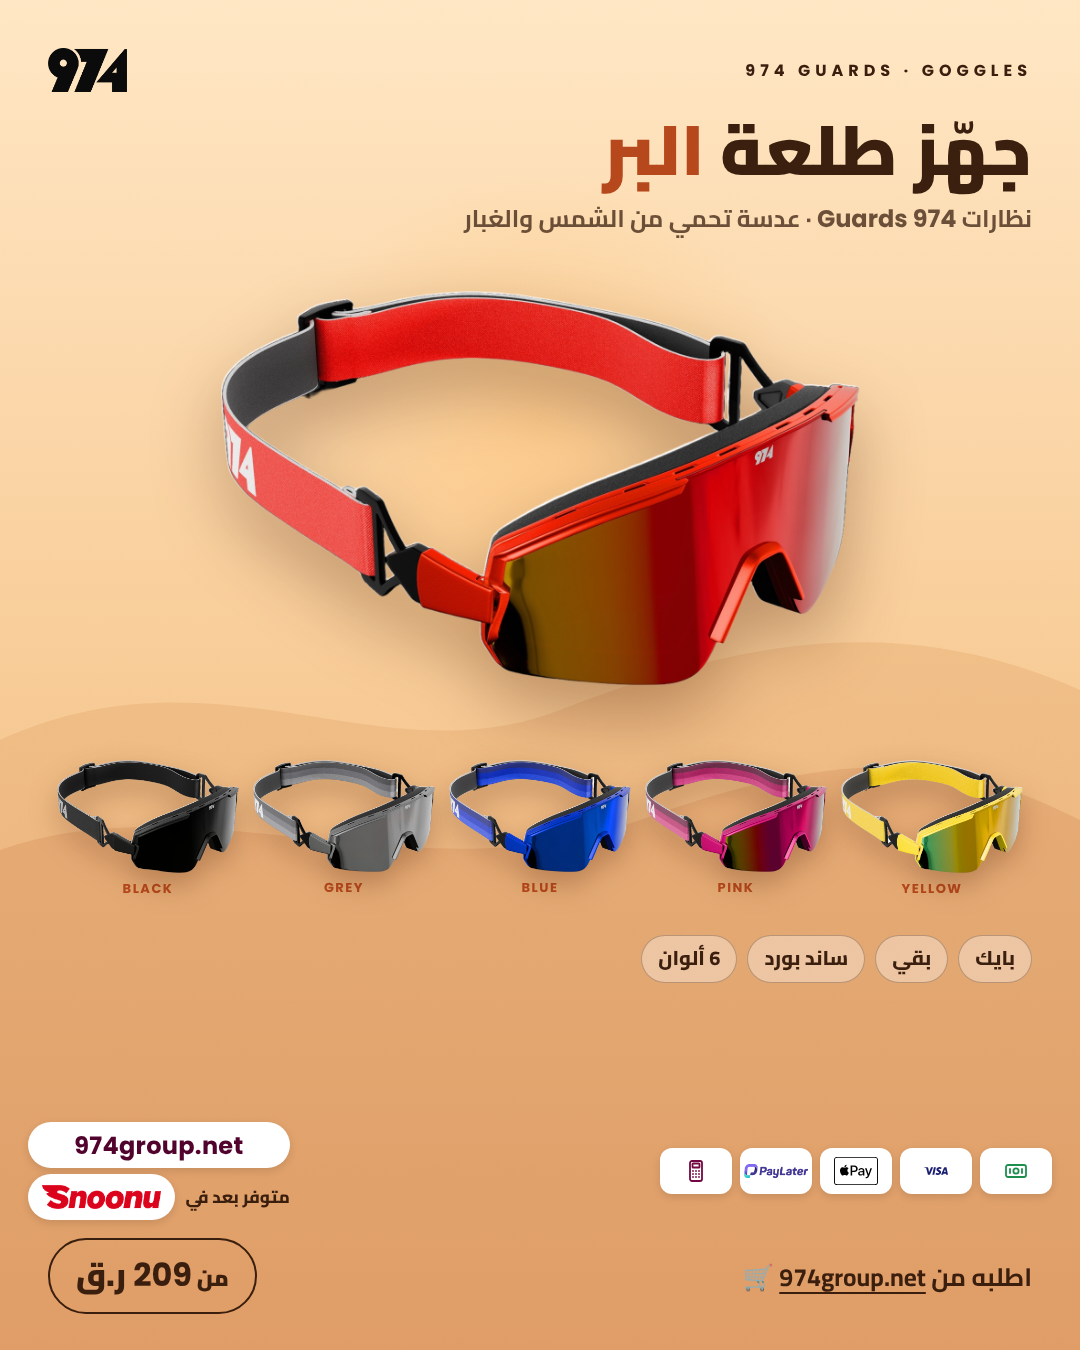 974
974 GUARDS · GOGGLES
جهّز طلعة البر
نظارات Guards 974 · عدسة تحمي من الشمس والغبار
974
974
BLACK
GREY
BLUE
PINK
YELLOW
بايك
بقي
ساند بورد
6 ألوان
974group.net
متوفر بعد في Snoonu
PayLater
Pay
VISA
من 209 ر.ق
اطلبه من 974group.net 🛒